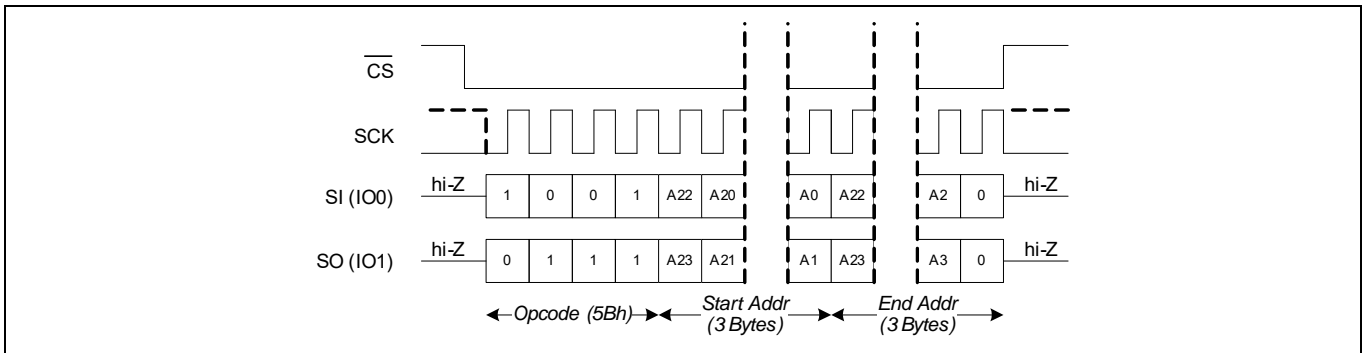 CS
SCK
SI (IO0) hi-Z 1 0 0 1 A22 A20 A0 A22 A2 0 hi-Z
SO (IO1) hi-Z 0 1 1 1 A23 A21 A1 A23 A3 0 hi-Z
Opcode (5Bh) Start Addr End Addr
(3 Bytes) (3 Bytes)